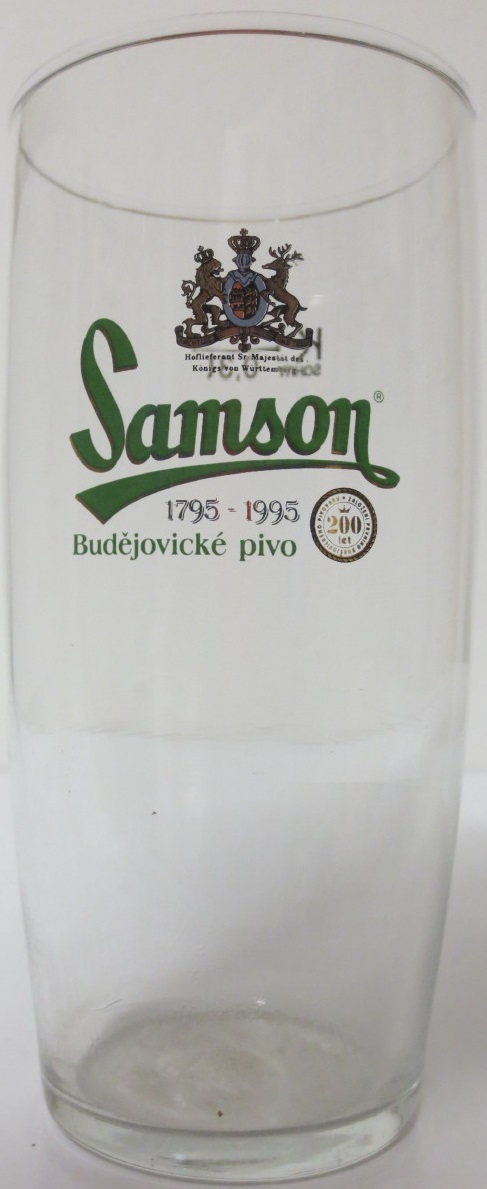 Hoflieferant Sr. Majestät des
Königs von Württemberg
Samson®
1795 - 1995
Budějovické pivo
200
let